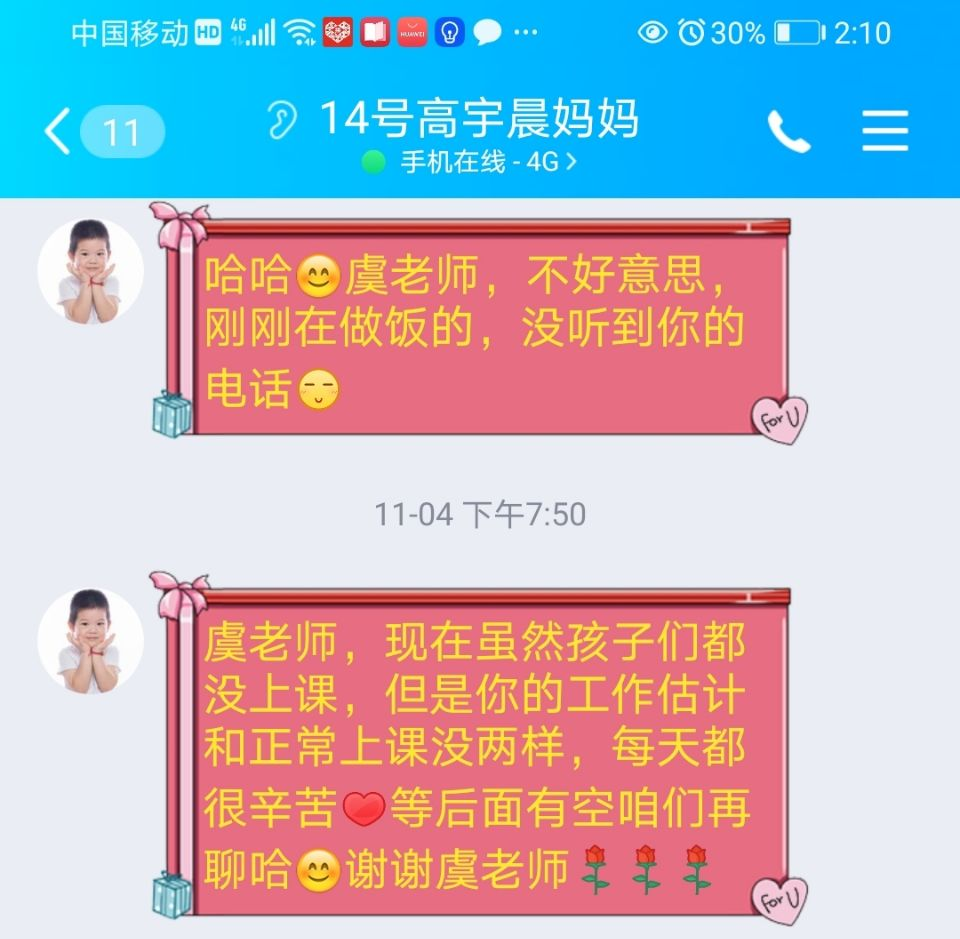 中国移动 HD 4G HUAWEI 30% 2:10
11 14号高宇晨妈妈
手机在线 - 4G
哈哈😊虞老师，不好意思，
刚刚在做饭的，没听到你的
电话
for U
11-04 下午7:50
虞老师，现在虽然孩子们都
没上课，但是你的工作估计
和正常上课没两样，每天都
很辛苦❤等后面有空咱们再
聊哈😊谢谢虞老师🌹🌹🌹
for U